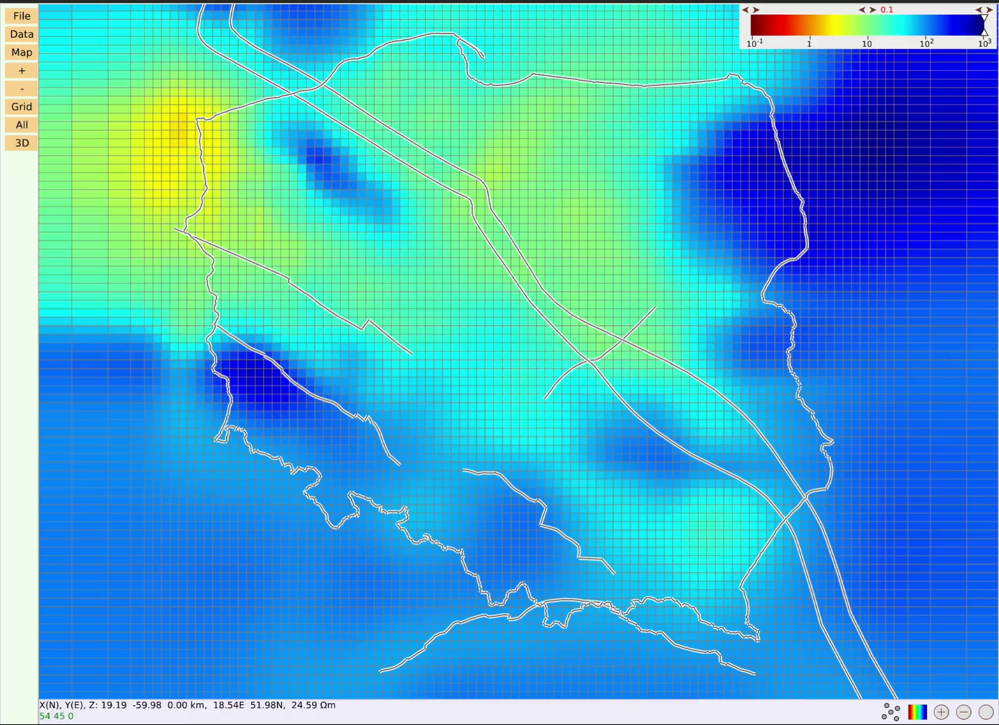 File
Data
Map
+
-
Grid
All
3D
0.1
10-1 1 10 10² 10³
X(N), Y(E), Z: 19.19 -59.98 0.00 km, 18.54E 51.98N, 24.59 Ωm
54 45 0